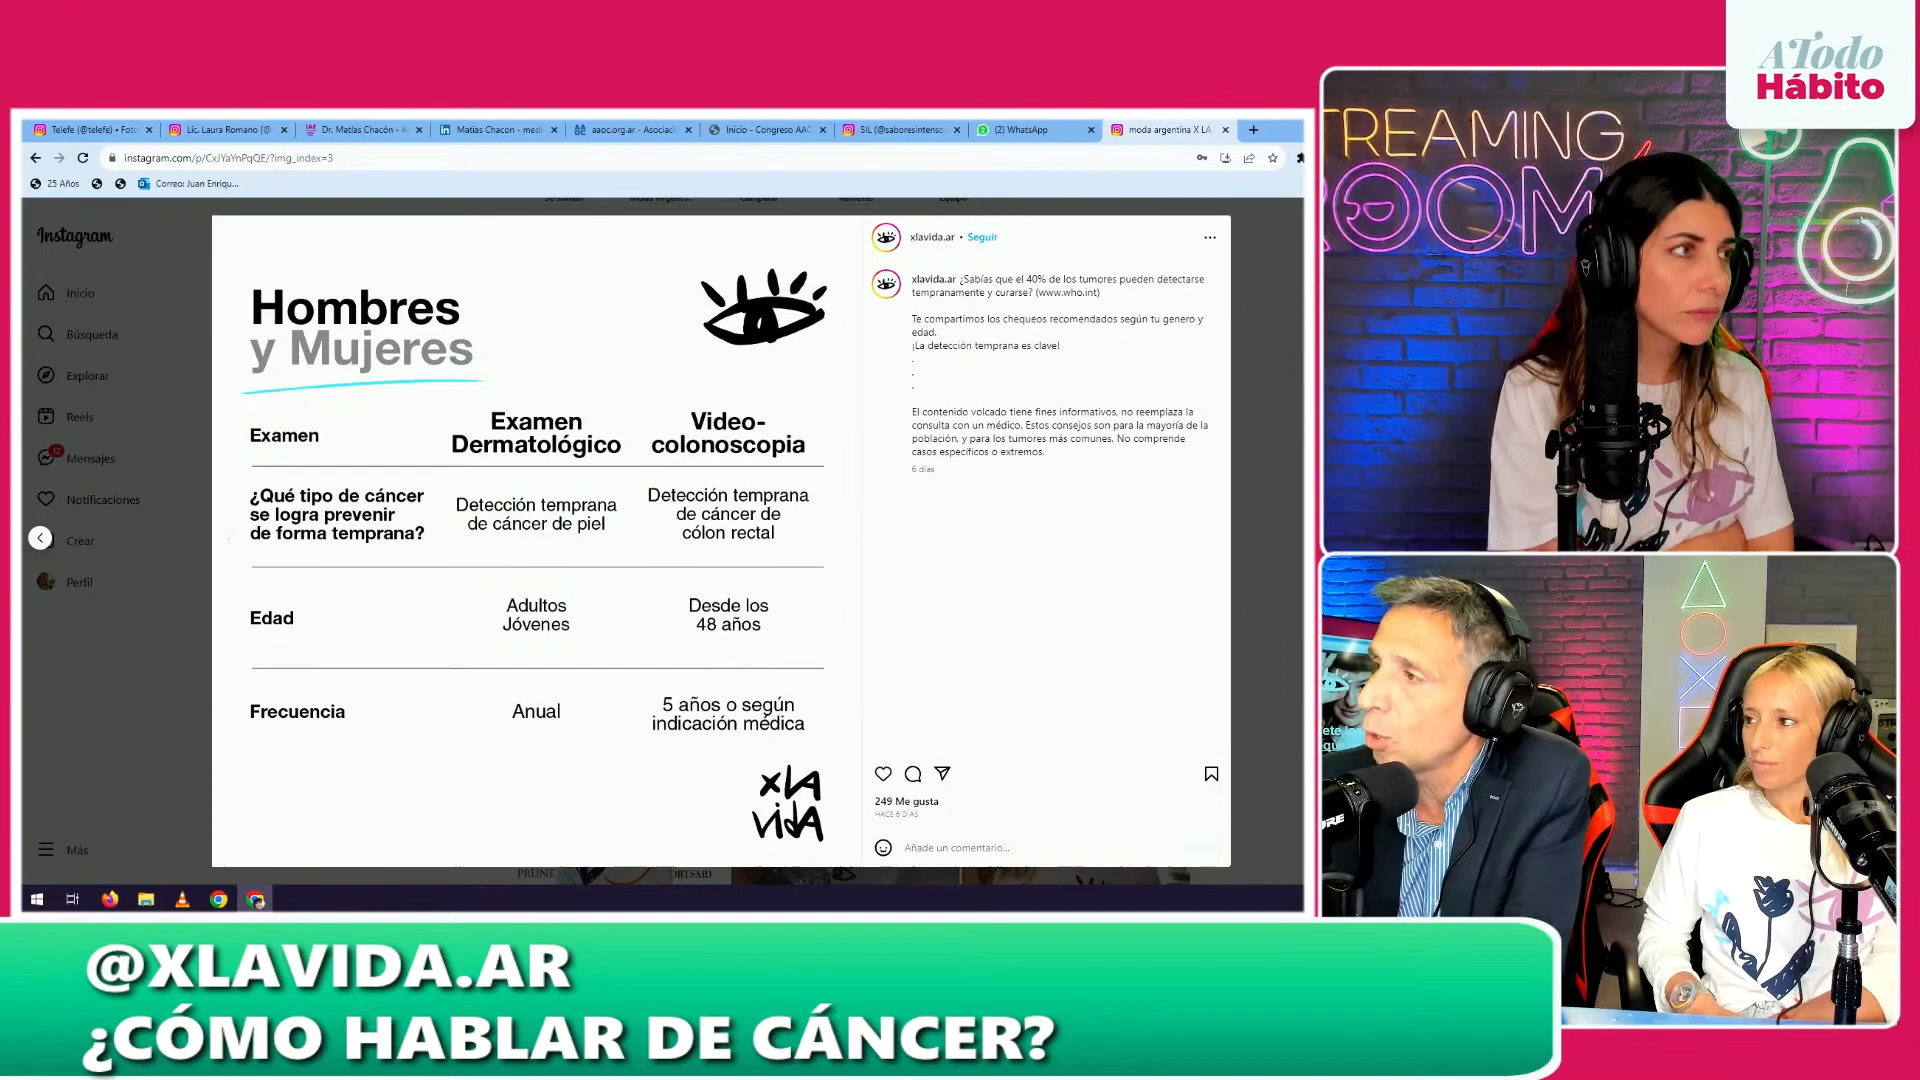 A Todo
Hábito
STREAMING
ROOM
Telefe (@telefe) • Fot
Lic. Laura Romano (@
Dr. Matías Chacón - A
Matias Chacon - medi
aaoc.org.ar - Asociaci
Inicio - Congreso AAC
SIL (@saboresintenso
(2) WhatsApp
moda argentina X LA
instagram.com/p/CxJYaYnPqQE/?img_index=3
25 Años
Correo: Juan Enriqu...
Instagram
Inicio
Búsqueda
Explorar
Reels
12
Mensajes
Notificaciones
Crear
Perfil
Más
Hombres
y Mujeres
Examen
Examen
Dermatológico
Video-
colonoscopia
¿Qué tipo de cáncer
se logra prevenir
de forma temprana?
Detección temprana
de cáncer de piel
Detección temprana
de cáncer de
cólon rectal
Edad
Adultos
Jóvenes
Desde los
48 años
Frecuencia
Anual
5 años o según
indicación médica
xLA
vidA
xlavida.ar • Seguir
xlavida.ar ¿Sabías que el 40% de los tumores pueden detectarse
tempranamente y curarse? (www.who.int)
Te compartimos los chequeos recomendados según tu genero y
edad.
¡La detección temprana es clave!
.
.
.
El contenido volcado tiene fines informativos, no reemplaza la
consulta con un médico. Estos consejos son para la mayoría de la
población, y para los tumores más comunes. No comprende
casos específicos o extremos.
6 días
249 Me gusta
HACE 6 DÍAS
Añade un comentario...
PRUNE
@XLAVIDA.AR
¿CÓMO HABLAR DE CÁNCER?